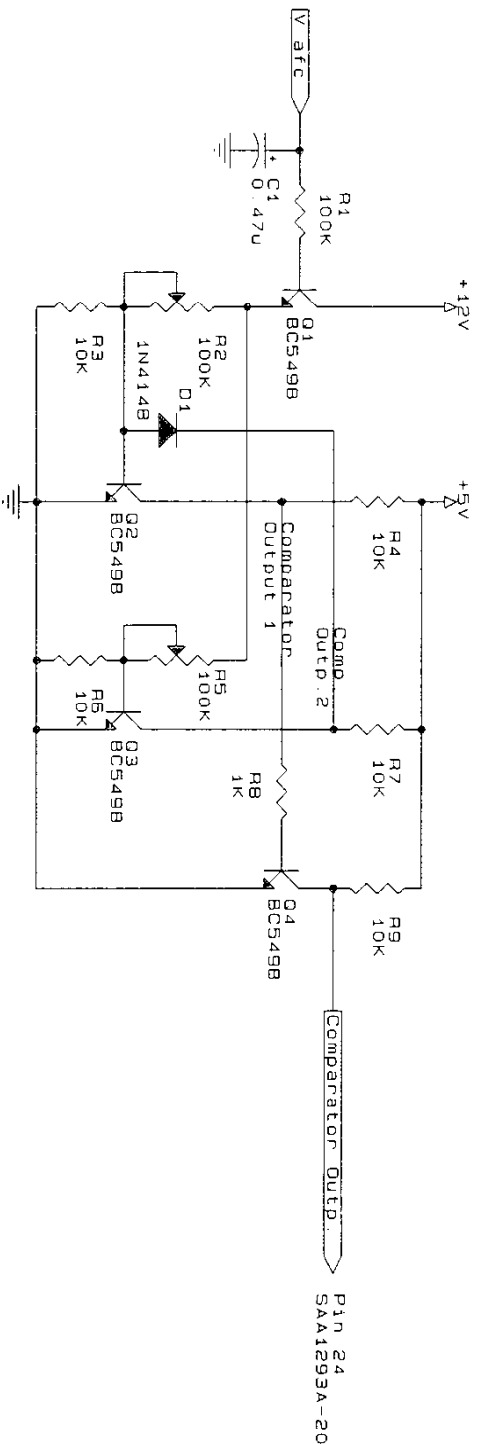 V afc
C1
0.47u
R1
100K
+12V
Q1
BC549B
R2
100K
R3
10K
1N4148
D1
+5V
Q2
BC549B
R4
10K
Comparator
Output 1
Comp
Outp.2
R5
100K
R6
10K
Q3
BC549B
R7
10K
R8
1K
Q4
BC549B
R9
10K
Comparator Outp.
Pin 24
SAA1293A-20